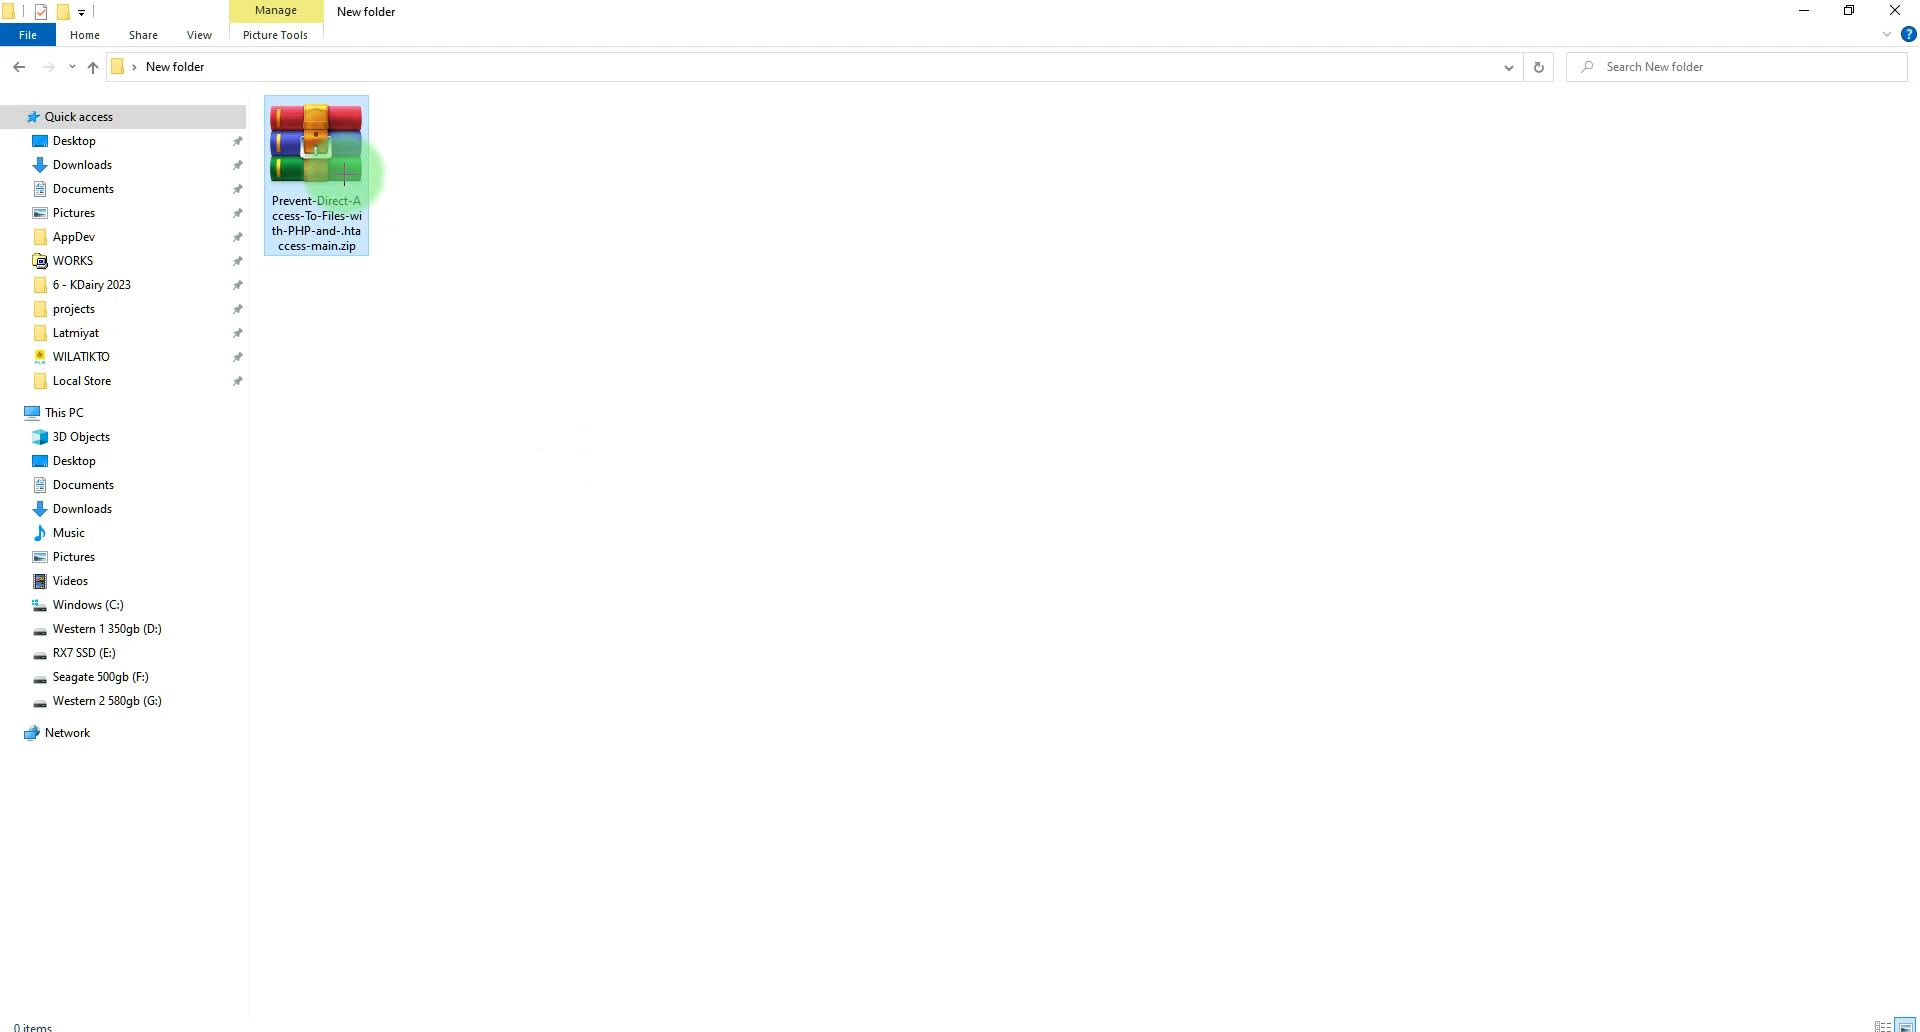 Manage
New folder
File
Home
Share
View
Picture Tools
?
› New folder
Search New folder
Quick access
Desktop
Downloads
Documents
Pictures
AppDev
WORKS
6 - KDairy 2023
projects
Latmiyat
WILATIKTO
Local Store
This PC
3D Objects
Desktop
Documents
Downloads
Music
Pictures
Videos
Windows (C:)
Western 1 350gb (D:)
RX7 SSD (E:)
Seagate 500gb (F:)
Western 2 580gb (G:)
Network
Prevent-Direct-A
ccess-To-Files-wi
th-PHP-and-.hta
ccess-main.zip
0 items